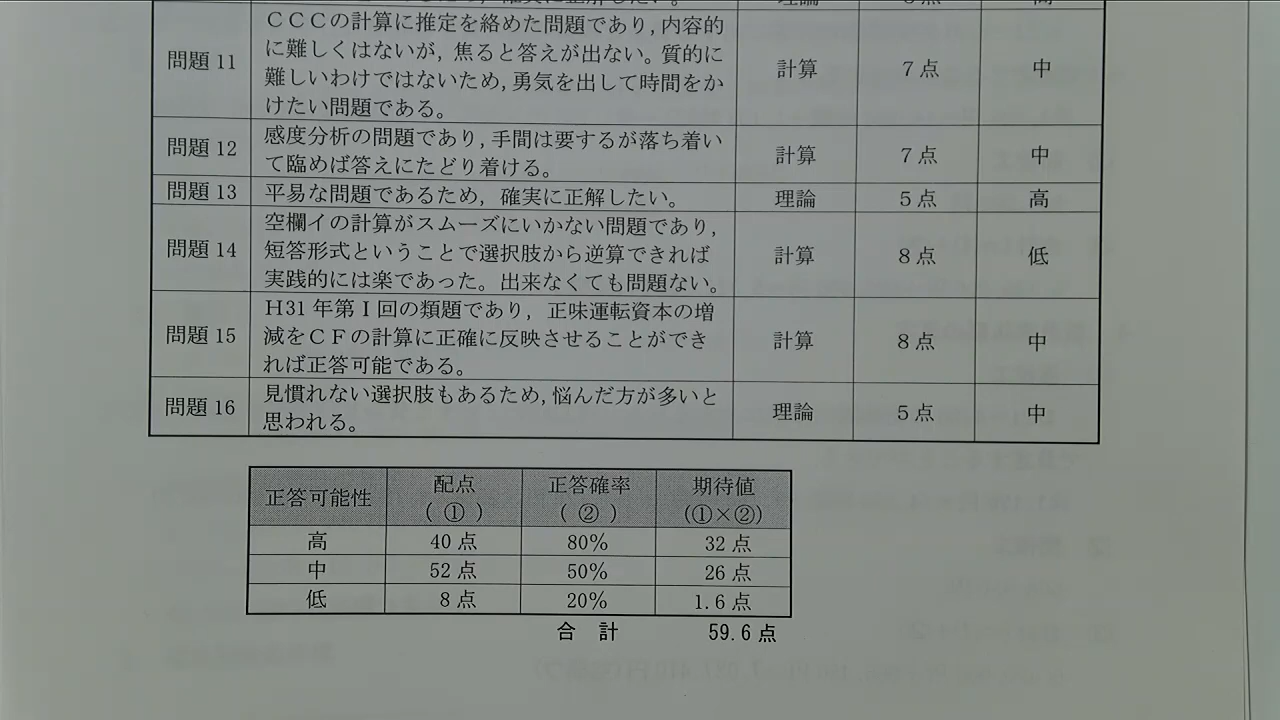 理論 高
問題11 CCCの計算に推定を絡めた問題であり,内容的 計算 7点 中
に難しくはないが,焦ると答えが出ない。質的に
難しいわけではないため,勇気を出して時間をか
けたい問題である。
問題12 感度分析の問題であり,手間は要するが落ち着い 計算 7点 中
て臨めば答えにたどり着ける。
問題13 平易な問題であるため,確実に正解したい。 理論 5点 高
問題14 空欄イの計算がスムーズにいかない問題であり, 計算 8点 低
短答形式ということで選択肢から逆算できれば
実践的には楽であった。出来なくても問題ない。
問題15 H31年第Ⅰ回の類題であり,正味運転資本の増 計算 8点 中
減をCFの計算に正確に反映させることができ
れば正答可能である。
問題16 見慣れない選択肢もあるため,悩んだ方が多いと 理論 5点 中
思われる。
正答可能性 配点 正答確率 期待値
(①) (②) (①×②)
高 40点 80% 32点
中 52点 50% 26点
低 8点 20% 1.6点
合計 59.6点